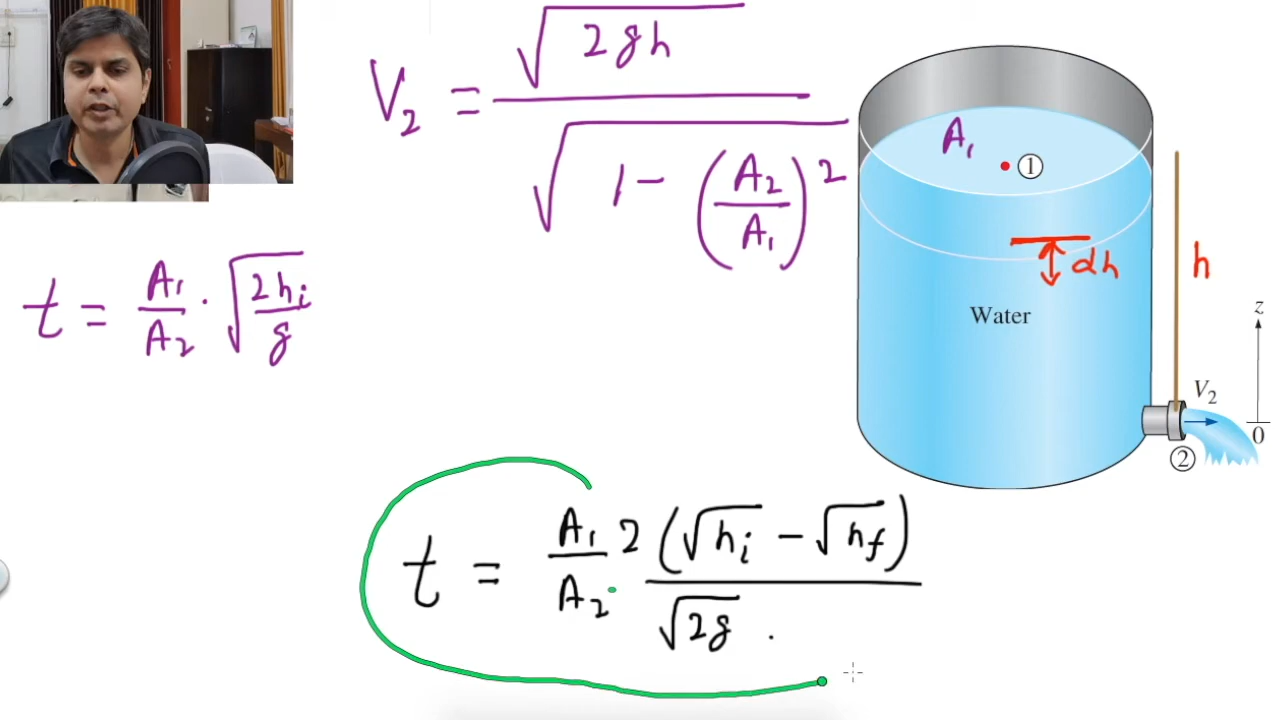 V₂ = √(2gh) / √(1 - (A₂/A₁)²)
A₁
①
dh
h
Water
z
V₂
0
②
t = A₁/A₂ · √(2hᵢ/g)
t = A₁/A₂ 2 (√hᵢ - √h_f) / √2g .